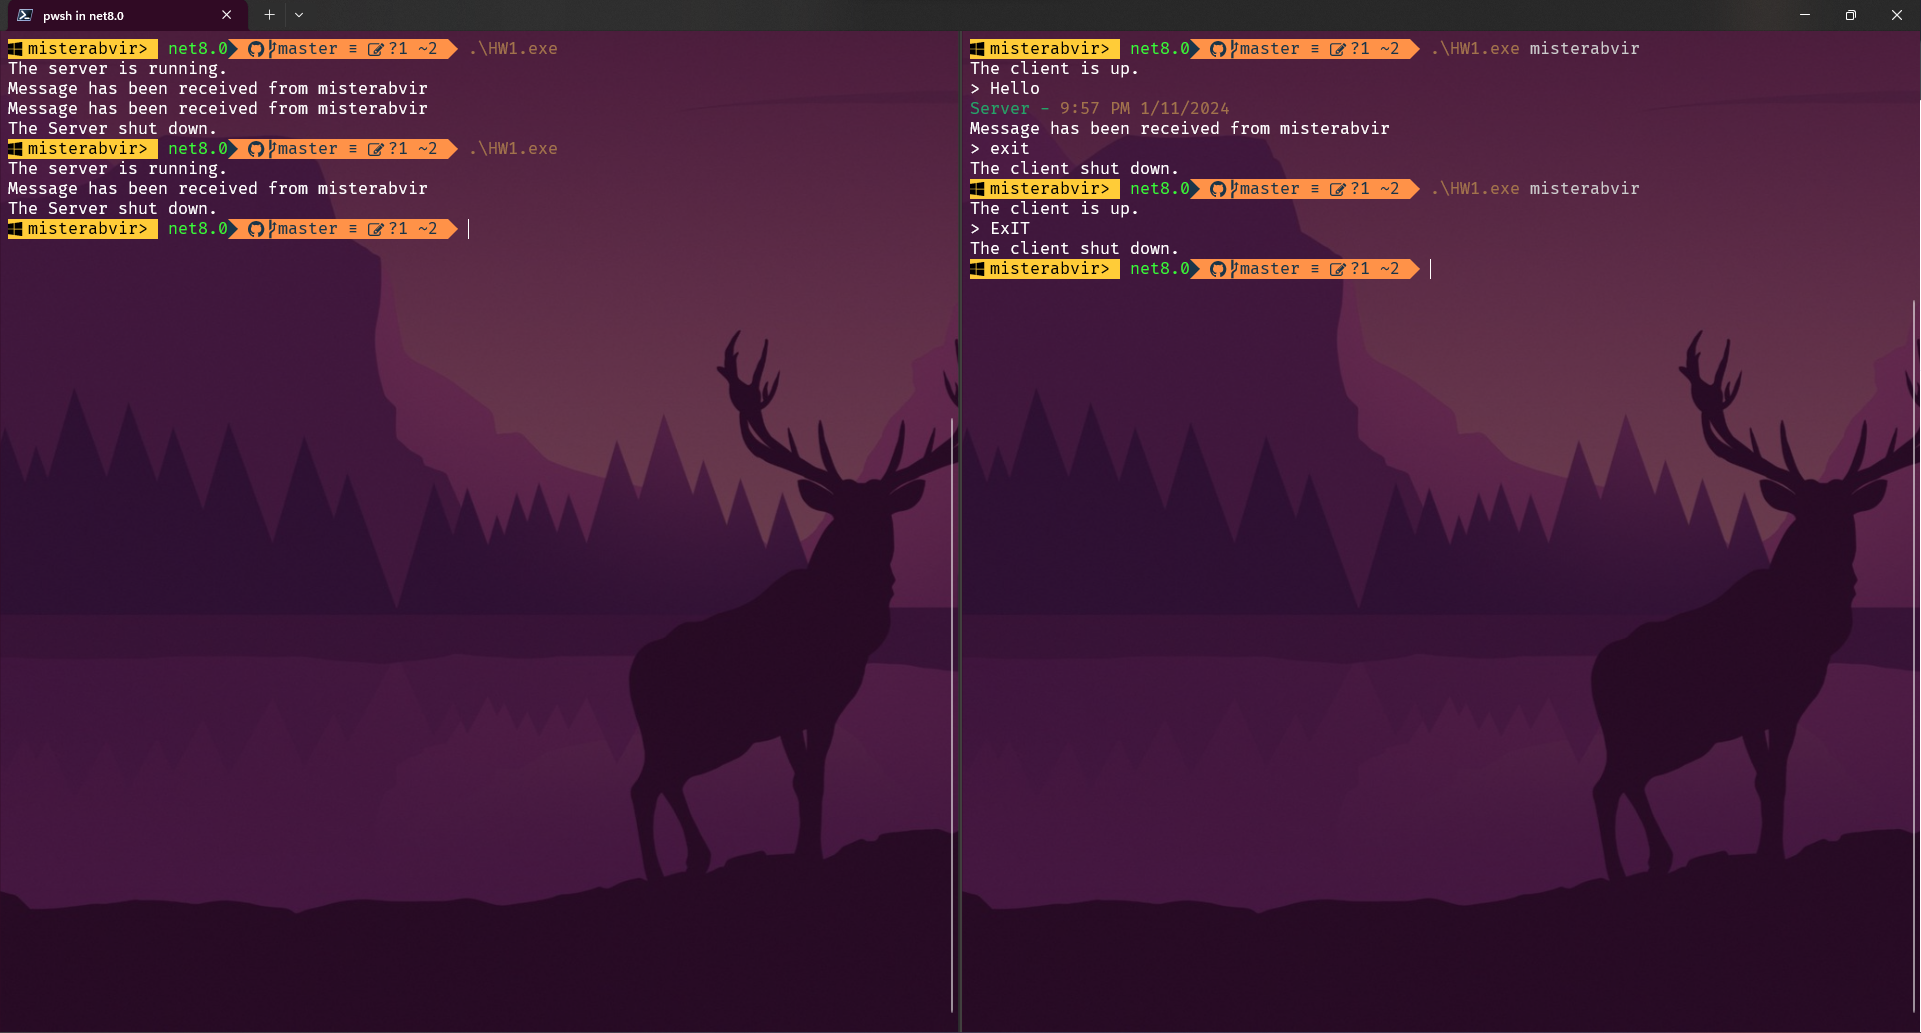 pwsh in net8.0
misterabvir> net8.0 master ≡ ?1 ~2 .\HW1.exe
The server is running.
Message has been received from misterabvir
Message has been received from misterabvir
The Server shut down.
misterabvir> net8.0 master ≡ ?1 ~2 .\HW1.exe
The server is running.
Message has been received from misterabvir
The Server shut down.
misterabvir> net8.0 master ≡ ?1 ~2
misterabvir> net8.0 master ≡ ?1 ~2 .\HW1.exe misterabvir
The client is up.
> Hello
Server - 9:57 PM 1/11/2024
Message has been received from misterabvir
> exit
The client shut down.
misterabvir> net8.0 master ≡ ?1 ~2 .\HW1.exe misterabvir
The client is up.
> ExIT
The client shut down.
misterabvir> net8.0 master ≡ ?1 ~2